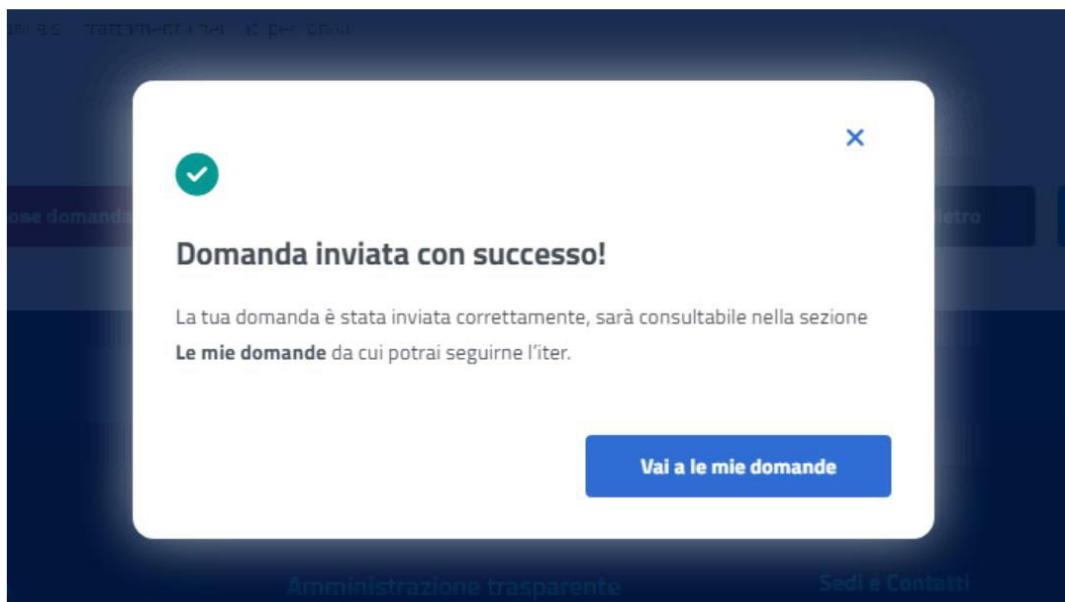 Domanda inviata con successo!
La tua domanda è stata inviata correttamente, sarà consultabile nella sezione
Le mie domande da cui potrai seguirne l'iter.
Vai a le mie domande
Amministrazione trasparente
Sedi e Contatti